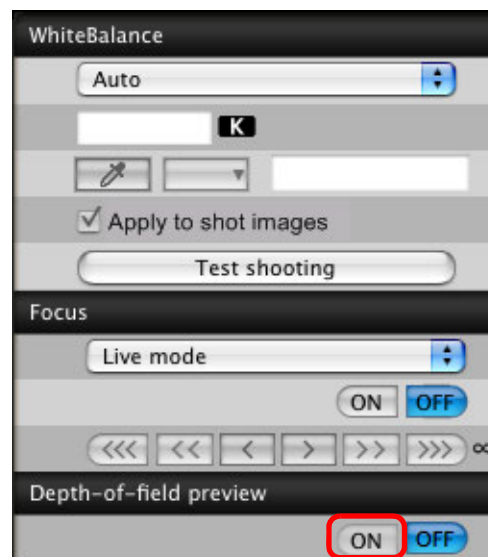 WhiteBalance
Auto
K
Apply to shot images
Test shooting
Focus
Live mode
ON OFF
<<< << < > >> >>> ∞
Depth-of-field preview
ON OFF